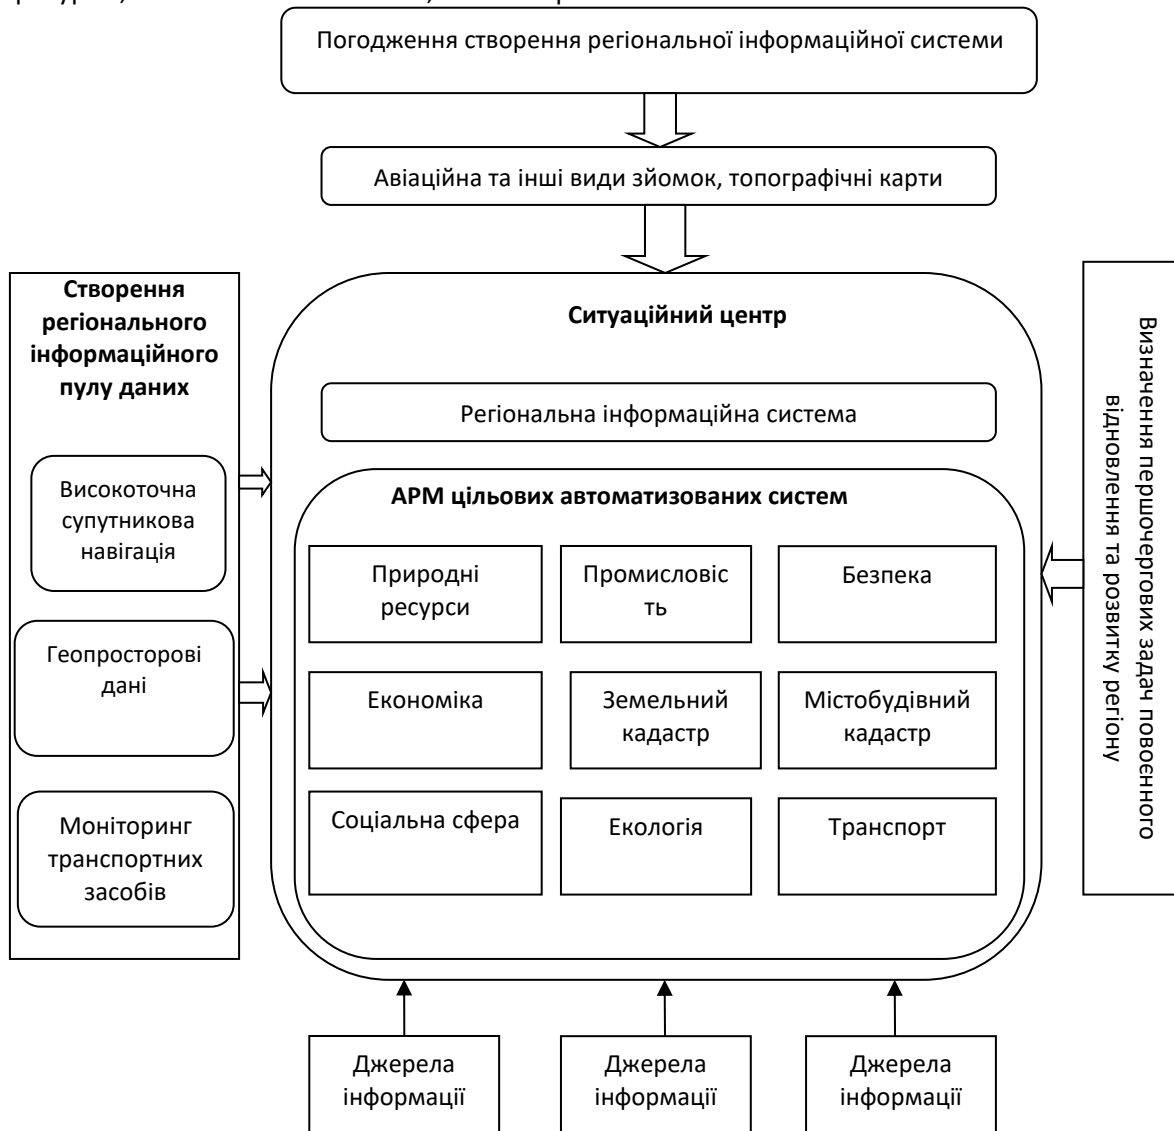 Погодження створення регіональної інформаційної системи
Авіаційна та інші види зйомок, топографічні карти
Створення
регіонального
інформаційного
пулу даних
Високоточна
супутникова
навігація
Геопросторові
дані
Моніторинг
транспортних
засобів
Ситуаційний центр
Регіональна інформаційна система
АРМ цільових автоматизованих систем
Природні
ресурси
Промисловіс
ть
Безпека
Економіка
Земельний
кадастр
Містобудівний
кадастр
Соціальна сфера
Екологія
Транспорт
Визначення першочергових задач повоєнного
відновлення та розвитку регіону
Джерела
інформації
Джерела
інформації
Джерела
інформації